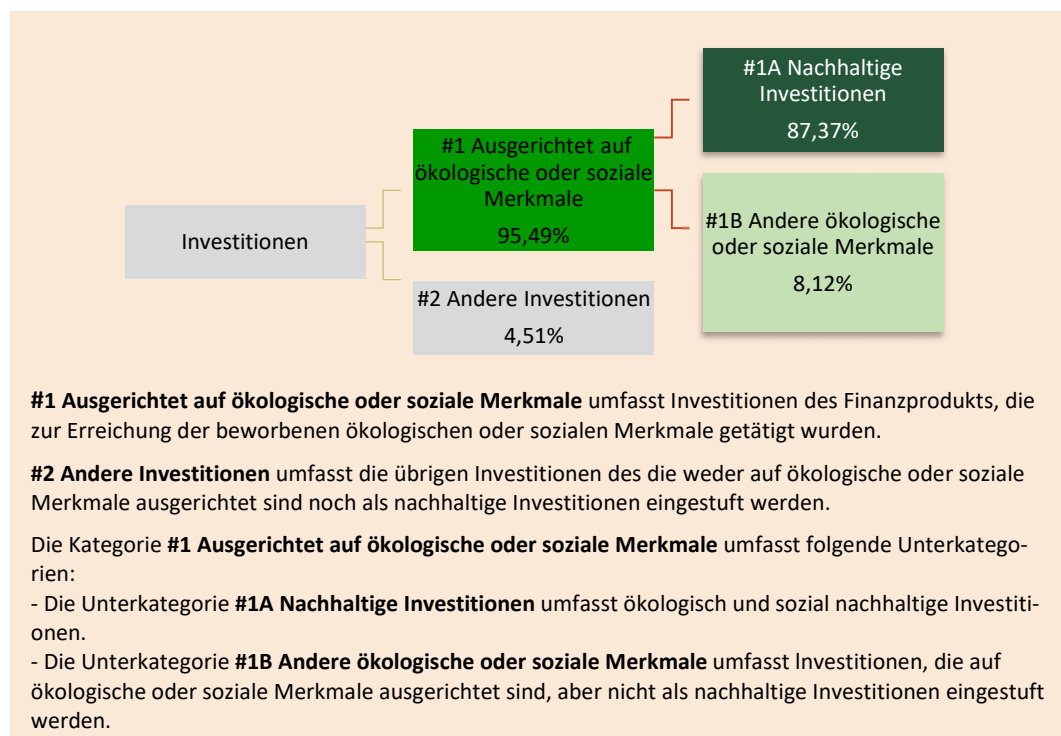 #1A Nachhaltige
Investitionen
87,37%
#1 Ausgerichtet auf
ökologische oder soziale
Merkmale
95,49%
#1B Andere ökologische
oder soziale Merkmale
8,12%
Investitionen
#2 Andere Investitionen
4,51%
#1 Ausgerichtet auf ökologische oder soziale Merkmale umfasst Investitionen des Finanzprodukts, die
zur Erreichung der beworbenen ökologischen oder sozialen Merkmale getätigt wurden.
#2 Andere Investitionen umfasst die übrigen Investitionen des die weder auf ökologische oder soziale
Merkmale ausgerichtet sind noch als nachhaltige Investitionen eingestuft werden.
Die Kategorie #1 Ausgerichtet auf ökologische oder soziale Merkmale umfasst folgende Unterkatego-
rien:
- Die Unterkategorie #1A Nachhaltige Investitionen umfasst ökologisch und sozial nachhaltige Investiti-
onen.
- Die Unterkategorie #1B Andere ökologische oder soziale Merkmale umfasst lnvestitionen, die auf
ökologische oder soziale Merkmale ausgerichtet sind, aber nicht als nachhaltige Investitionen eingestuft
werden.